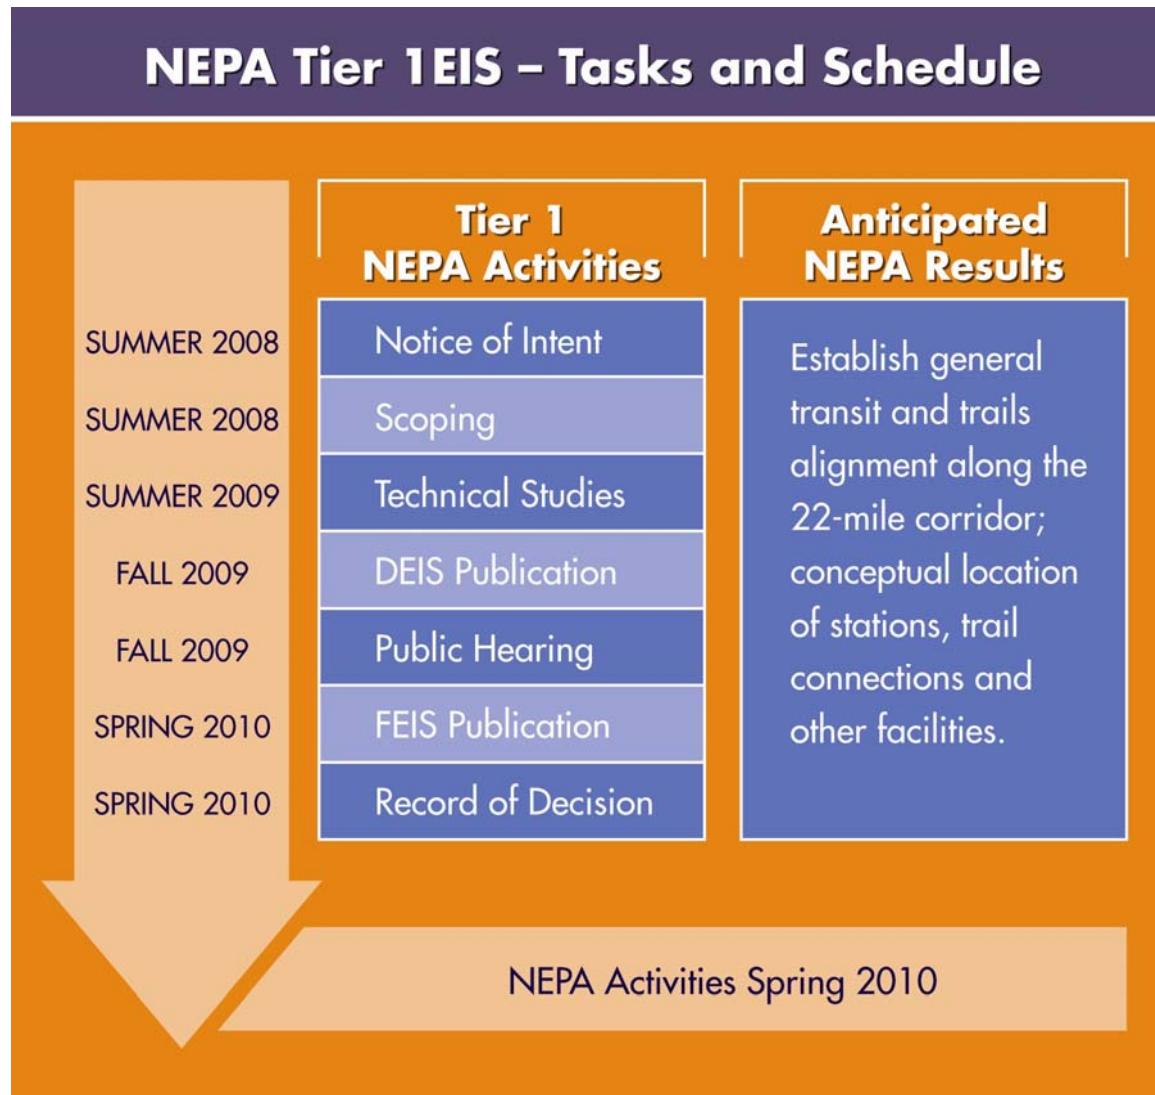 NEPA Tier 1EIS – Tasks and Schedule
Tier 1
NEPA Activities
Anticipated
NEPA Results
SUMMER 2008
Notice of Intent
SUMMER 2008
Scoping
SUMMER 2009
Technical Studies
FALL 2009
DEIS Publication
FALL 2009
Public Hearing
SPRING 2010
FEIS Publication
SPRING 2010
Record of Decision
Establish general
transit and trails
alignment along the
22-mile corridor;
conceptual location
of stations, trail
connections and
other facilities.
NEPA Activities Spring 2010